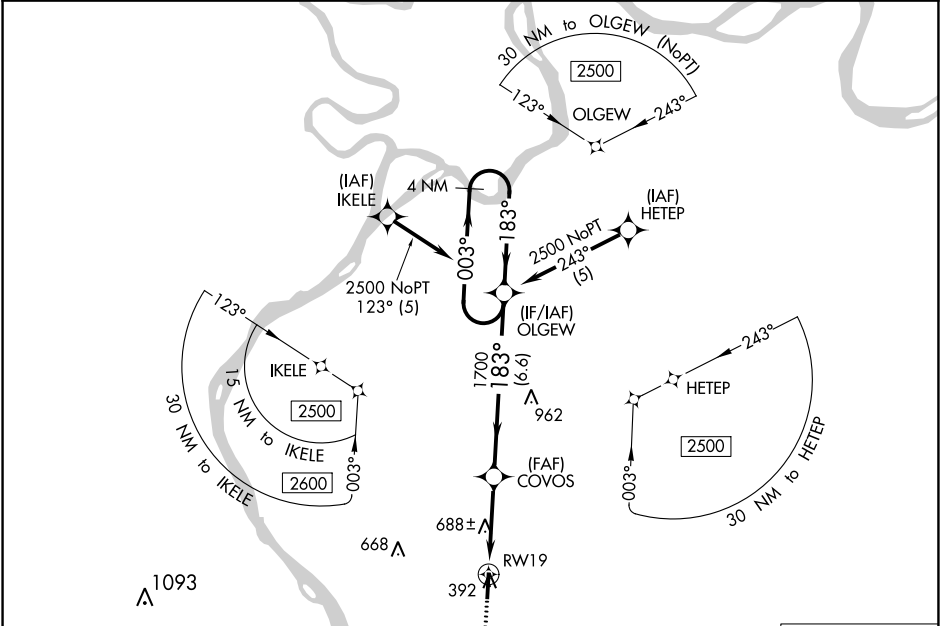 30 NM to OLGEW (NoPT)
2500
123°
243°
OLGEW
(IAF)
IKELE
4 NM
183°
003°
(IAF)
HETEP
2500 NoPT
243°
(5)
2500 NoPT
123° (5)
(IF/IAF)
OLGEW
123°
IKELE
15 NM to IKELE
2500
30 NM to IKELE
2600
003°
1700
183°
(6.6)
962
243°
HETEP
2500
003°
30 NM to HETEP
(FAF)
COVOS
688±
668
RW19
392
1093